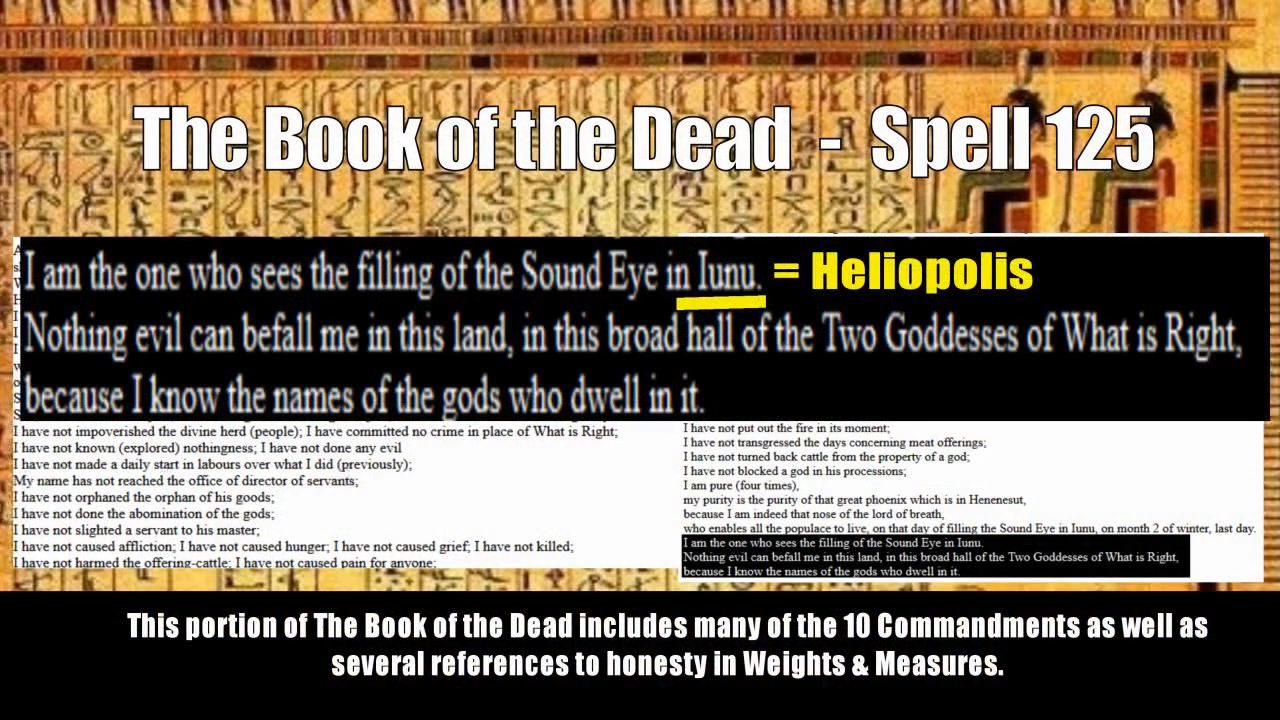 The Book of the Dead - Spell 125
I am the one who sees the filling of the Sound Eye in Iunu. = Heliopolis
Nothing evil can befall me in this land, in this broad hall of the Two Goddesses of What is Right,
because I know the names of the gods who dwell in it.
I have not impoverished the divine herd (people); I have committed no crime in place of What is Right;
I have not known (explored) nothingness; I have not done any evil
I have not made a daily start in labours over what I did (previously);
My name has not reached the office of director of servants;
I have not orphaned the orphan of his goods;
I have not done the abomination of the gods;
I have not slighted a servant to his master;
I have not caused affliction; I have not caused hunger; I have not caused grief; I have not killed;
I have not harmed the offering-cattle; I have not caused pain for anyone;
I have not put out the fire in its moment;
I have not transgressed the days concerning meat offerings;
I have not turned back cattle from the property of a god;
I have not blocked a god in his processions;
I am pure (four times),
my purity is the purity of that great phoenix which is in Henenesut,
because I am indeed that nose of the lord of breath,
who enables all the populace to live, on that day of filling the Sound Eye in Iunu, on month 2 of winter, last day.
I am the one who sees the filling of the Sound Eye in Iunu.
Nothing evil can befall me in this land, in this broad hall of the Two Goddesses of What is Right,
because I know the names of the gods who dwell in it.
This portion of The Book of the Dead includes many of the 10 Commandments as well as
several references to honesty in Weights & Measures.